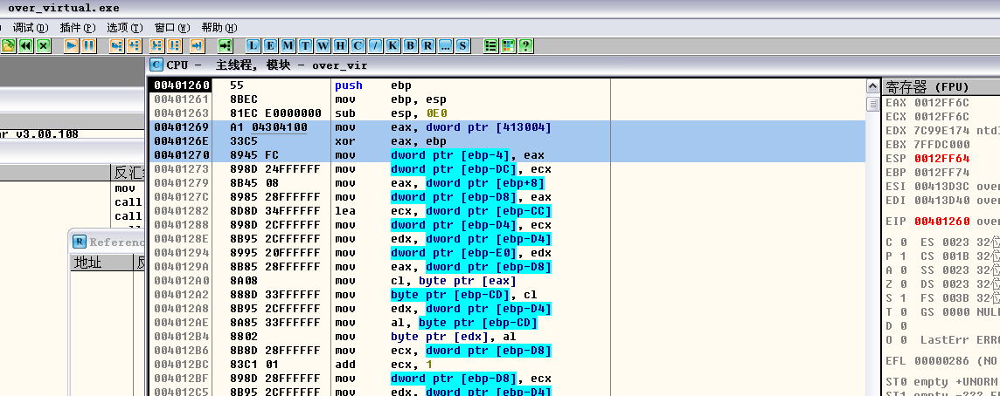 over_virtual.exe
调试(D) 插件(P) 选项(T) 窗口(W) 帮助(H)
L E M T W H C / K B R ... S ?
C CPU - 主线程, 模块 - over_vir
寄存器 (FPU)
00401260 55 push ebp
00401261 8BEC mov ebp, esp
00401263 81EC E0000000 sub esp, 0E0
00401269 A1 04304100 mov eax, dword ptr [413004]
0040126E 33C5 xor eax, ebp
00401270 8945 FC mov dword ptr [ebp-4], eax
00401273 898D 24FFFFFF mov dword ptr [ebp-DC], ecx
00401279 8B45 08 mov eax, dword ptr [ebp+8]
0040127C 8985 28FFFFFF mov dword ptr [ebp-D8], eax
00401282 8D8D 34FFFFFF lea ecx, dword ptr [ebp-CC]
00401288 898D 2CFFFFFF mov dword ptr [ebp-D4], ecx
0040128E 8B95 2CFFFFFF mov edx, dword ptr [ebp-D4]
00401294 8995 20FFFFFF mov dword ptr [ebp-E0], edx
0040129A 8B85 28FFFFFF mov eax, dword ptr [ebp-D8]
004012A0 8A08 mov cl, byte ptr [eax]
004012A2 888D 33FFFFFF mov byte ptr [ebp-CD], cl
004012A8 8B95 2CFFFFFF mov edx, dword ptr [ebp-D4]
004012AE 8A85 33FFFFFF mov al, byte ptr [ebp-CD]
004012B4 8802 mov byte ptr [edx], al
004012B6 8B8D 28FFFFFF mov ecx, dword ptr [ebp-D8]
004012BC 83C1 01 add ecx, 1
004012BF 898D 28FFFFFF mov dword ptr [ebp-D8], ecx
004012C5 8B95 2CFFFFFF mov edx, dword ptr [ebp-D4]
EAX 0012FF6C
ECX 0012FF6C
EDX 7C99E174 ntd
EBX 7FFDC000
ESP 0012FF64
EBP 0012FF74
ESI 00413D3C over
EDI 00413D40 over
EIP 00401260 over
C 0 ES 0023 32位
P 1 CS 001B 32位
A 0 SS 0023 32位
Z 0 DS 0023 32位
S 1 FS 003B 32位
T 0 GS 0000 NULL
D 0
O 0 LastErr ERR
EFL 00000286 (NO
ST0 empty +UNORM
v3.00.108
反汇
mov
call
call
R Referenc
地址